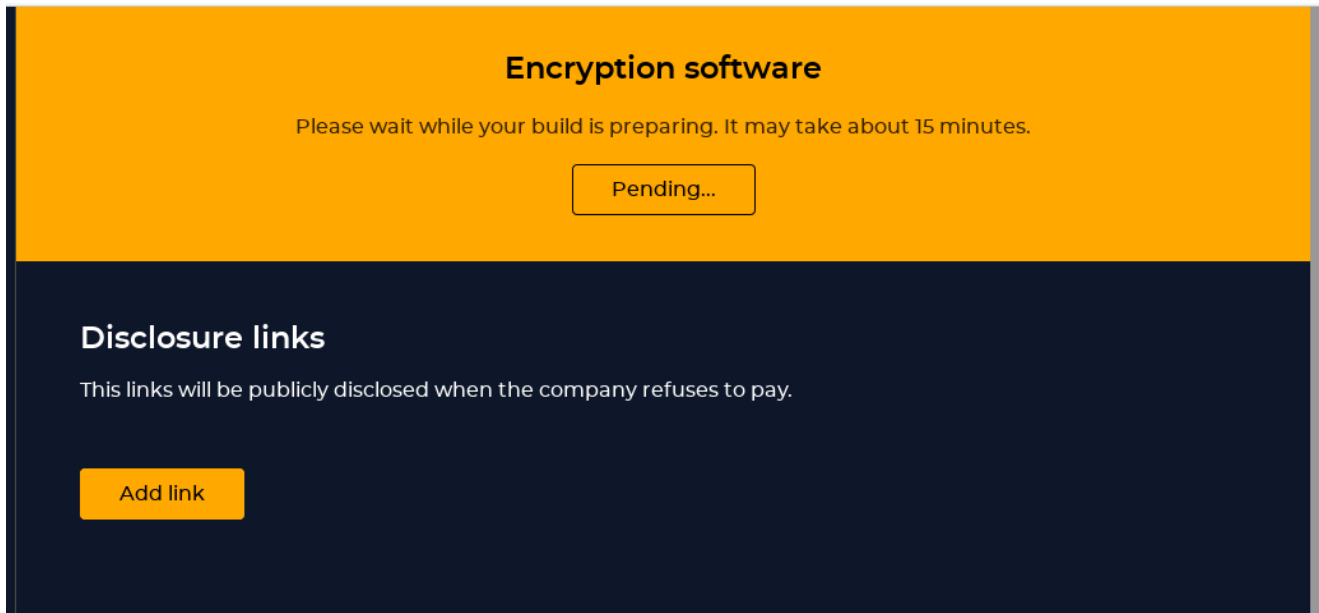 Encryption software
Please wait while your build is preparing. It may take about 15 minutes.
Pending...
Disclosure links
This links will be publicly disclosed when the company refuses to pay.
Add link